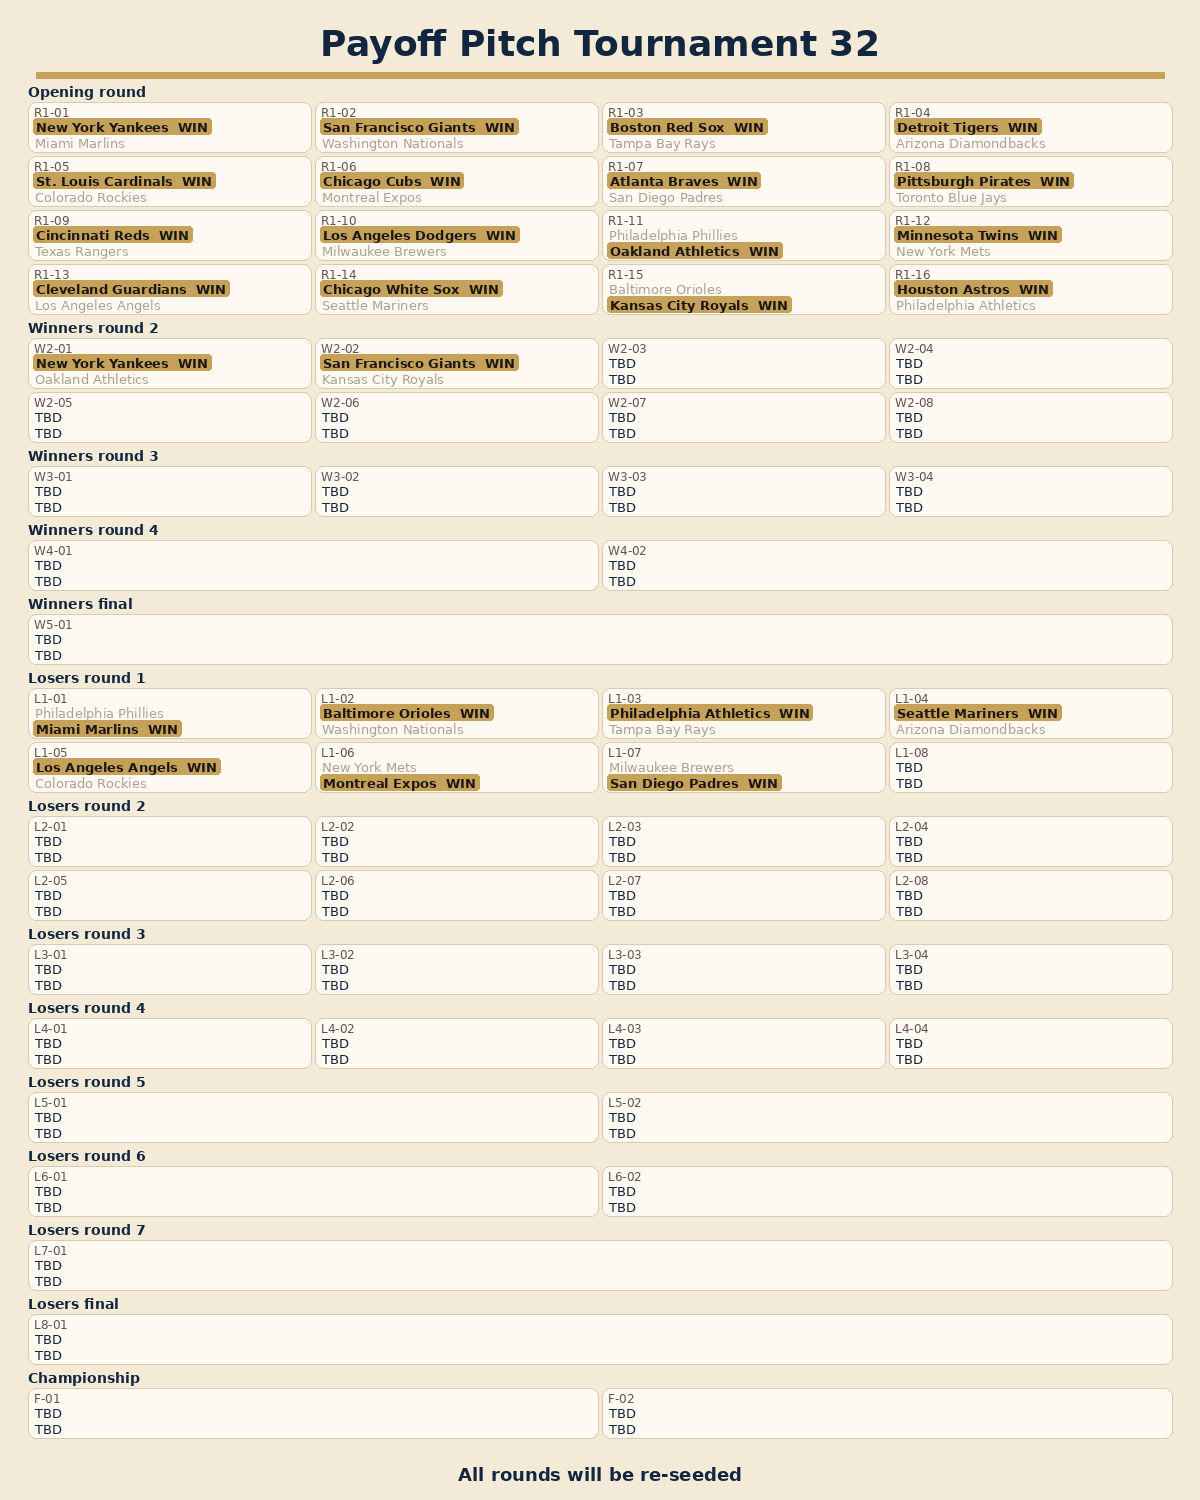 Payoff Pitch Tournament 32
Opening round
R1-01
New York Yankees WIN
Miami Marlins
R1-02
San Francisco Giants WIN
Washington Nationals
R1-03
Boston Red Sox WIN
Tampa Bay Rays
R1-04
Detroit Tigers WIN
Arizona Diamondbacks
R1-05
St. Louis Cardinals WIN
Colorado Rockies
R1-06
Chicago Cubs WIN
Montreal Expos
R1-07
Atlanta Braves WIN
San Diego Padres
R1-08
Pittsburgh Pirates WIN
Toronto Blue Jays
R1-09
Cincinnati Reds WIN
Texas Rangers
R1-10
Los Angeles Dodgers WIN
Milwaukee Brewers
R1-11
Philadelphia Phillies
Oakland Athletics WIN
R1-12
Minnesota Twins WIN
New York Mets
R1-13
Cleveland Guardians WIN
Los Angeles Angels
R1-14
Chicago White Sox WIN
Seattle Mariners
R1-15
Baltimore Orioles
Kansas City Royals WIN
R1-16
Houston Astros WIN
Philadelphia Athletics
Winners round 2
W2-01
New York Yankees WIN
Oakland Athletics
W2-02
San Francisco Giants WIN
Kansas City Royals
W2-03
TBD
TBD
W2-04
TBD
TBD
W2-05
TBD
TBD
W2-06
TBD
TBD
W2-07
TBD
TBD
W2-08
TBD
TBD
Winners round 3
W3-01
TBD
TBD
W3-02
TBD
TBD
W3-03
TBD
TBD
W3-04
TBD
TBD
Winners round 4
W4-01
TBD
TBD
W4-02
TBD
TBD
Winners final
W5-01
TBD
TBD
Losers round 1
L1-01
Philadelphia Phillies
Miami Marlins WIN
L1-02
Baltimore Orioles WIN
Washington Nationals
L1-03
Philadelphia Athletics WIN
Tampa Bay Rays
L1-04
Seattle Mariners WIN
Arizona Diamondbacks
L1-05
Los Angeles Angels WIN
Colorado Rockies
L1-06
New York Mets
Montreal Expos WIN
L1-07
Milwaukee Brewers
San Diego Padres WIN
L1-08
TBD
TBD
Losers round 2
L2-01
TBD
TBD
L2-02
TBD
TBD
L2-03
TBD
TBD
L2-04
TBD
TBD
L2-05
TBD
TBD
L2-06
TBD
TBD
L2-07
TBD
TBD
L2-08
TBD
TBD
Losers round 3
L3-01
TBD
TBD
L3-02
TBD
TBD
L3-03
TBD
TBD
L3-04
TBD
TBD
Losers round 4
L4-01
TBD
TBD
L4-02
TBD
TBD
L4-03
TBD
TBD
L4-04
TBD
TBD
Losers round 5
L5-01
TBD
TBD
L5-02
TBD
TBD
Losers round 6
L6-01
TBD
TBD
L6-02
TBD
TBD
Losers round 7
L7-01
TBD
TBD
Losers final
L8-01
TBD
TBD
Championship
F-01
TBD
TBD
F-02
TBD
TBD
All rounds will be re-seeded